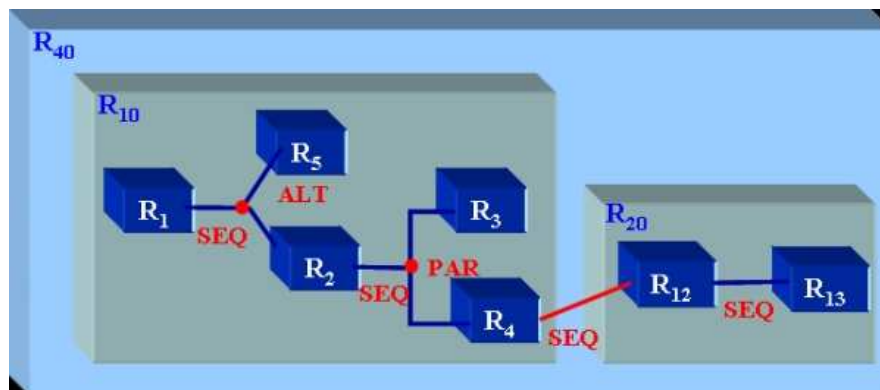 R40
R10
R5
R1
ALT
R3
SEQ
R20
R2
PAR
R12
R13
SEQ
R4
SEQ
SEQ